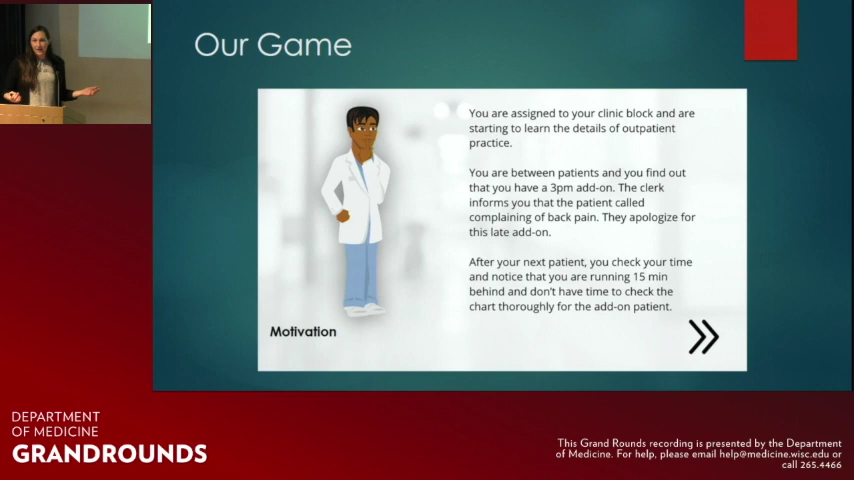 Our Game
You are assigned to your clinic block and are
starting to learn the details of outpatient
practice.
You are between patients and you find out
that you have a 3pm add-on. The clerk
informs you that the patient called
complaining of back pain. They apologize for
this late add-on.
After your next patient, you check your time
and notice that you are running 15 min
behind and don't have time to check the
chart thoroughly for the add-on patient.
Motivation
DEPARTMENT
OF MEDICINE
GRANDROUNDS
This Grand Rounds recording is presented by the Department
of Medicine. For help, please email help@medicine.wisc.edu or
call 265.4466